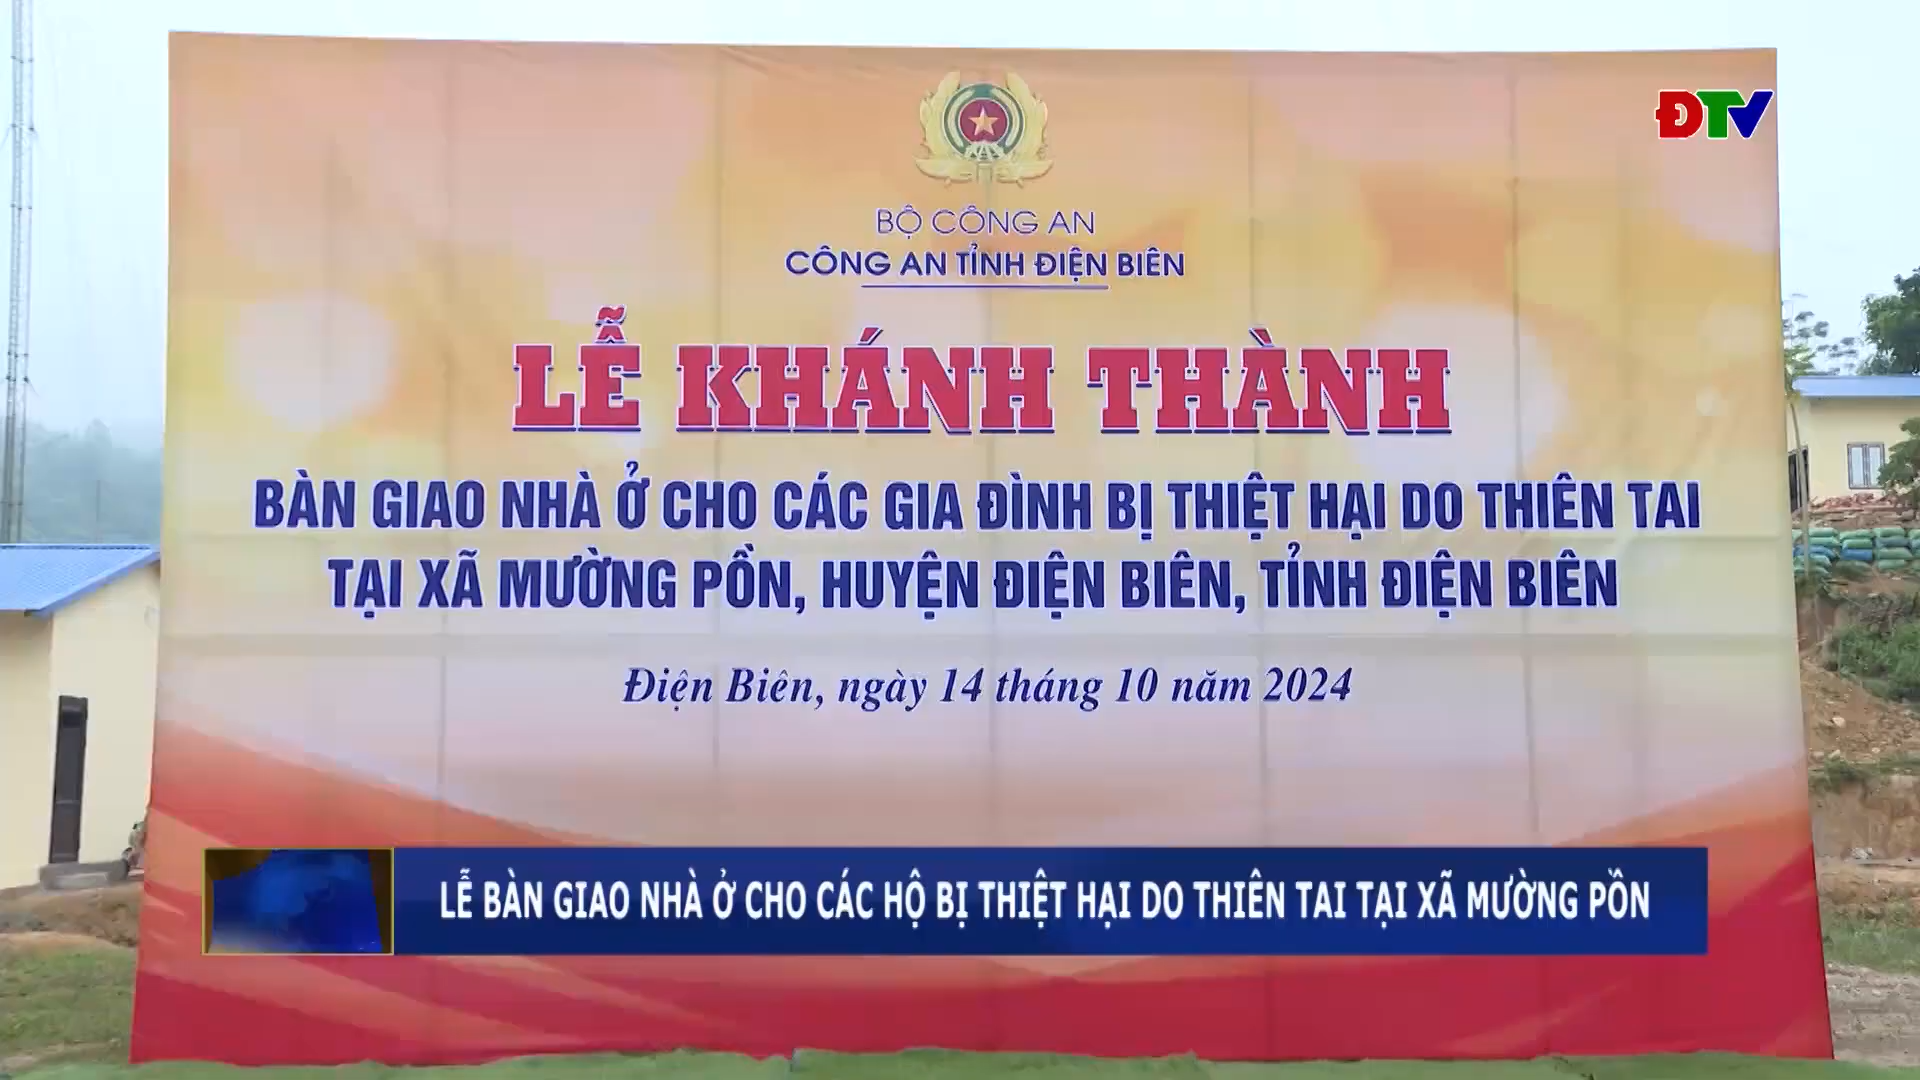 ĐTV
BỘ CÔNG AN
CÔNG AN TỈNH ĐIỆN BIÊN
LỄ KHÁNH THÀNH
BÀN GIAO NHÀ Ở CHO CÁC GIA ĐÌNH BỊ THIỆT HẠI DO THIÊN TAI
TẠI XÃ MƯỜNG PỒN, HUYỆN ĐIỆN BIÊN, TỈNH ĐIỆN BIÊN
Điện Biên, ngày 14 tháng 10 năm 2024
LỄ BÀN GIAO NHÀ Ở CHO CÁC HỘ BỊ THIỆT HẠI DO THIÊN TAI TẠI XÃ MƯỜNG PỒN